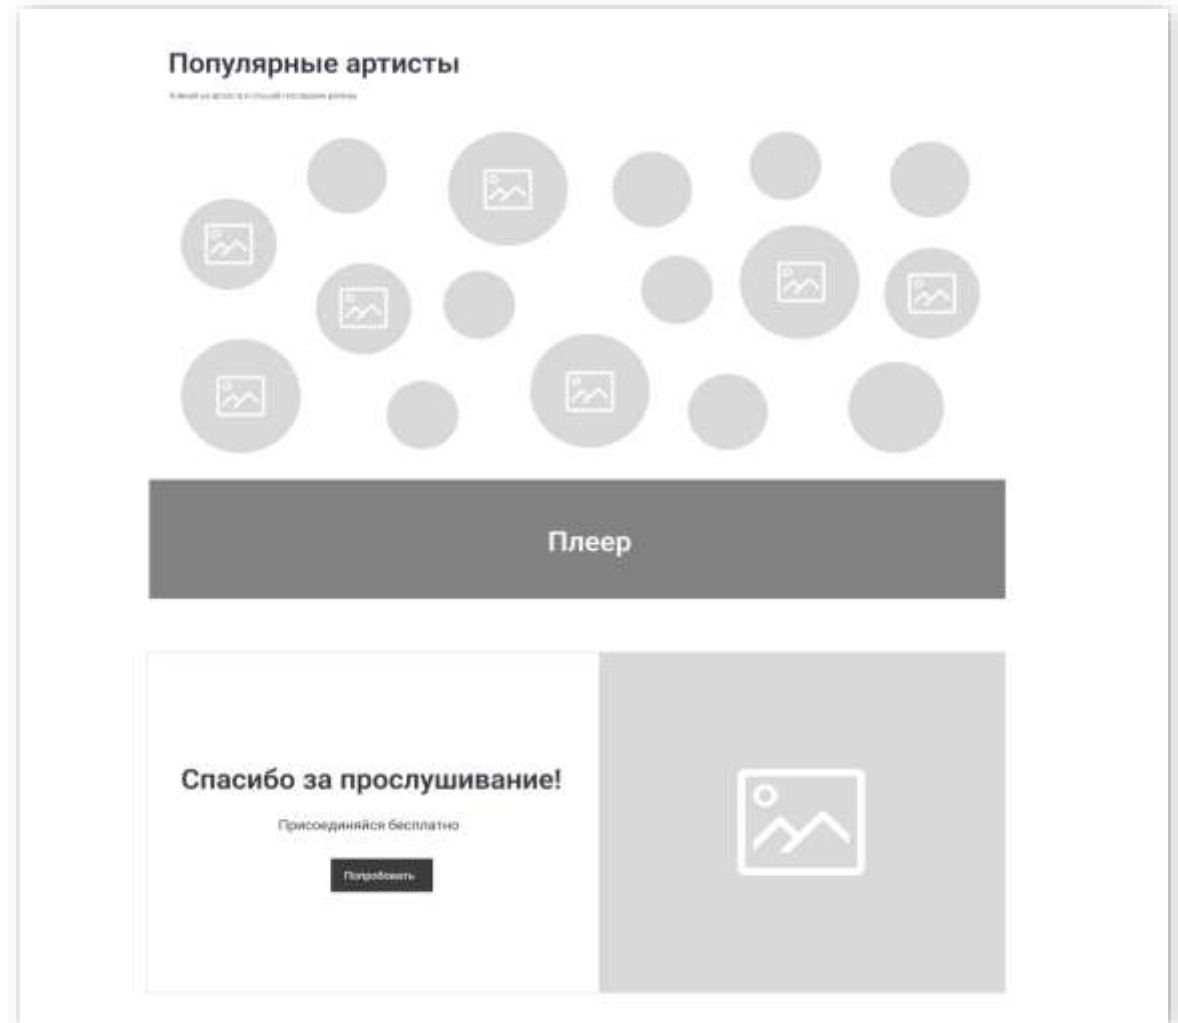 Популярные артисты
Плеер
Спасибо за прослушивание!
Присоединяйся бесплатно
Попробовать